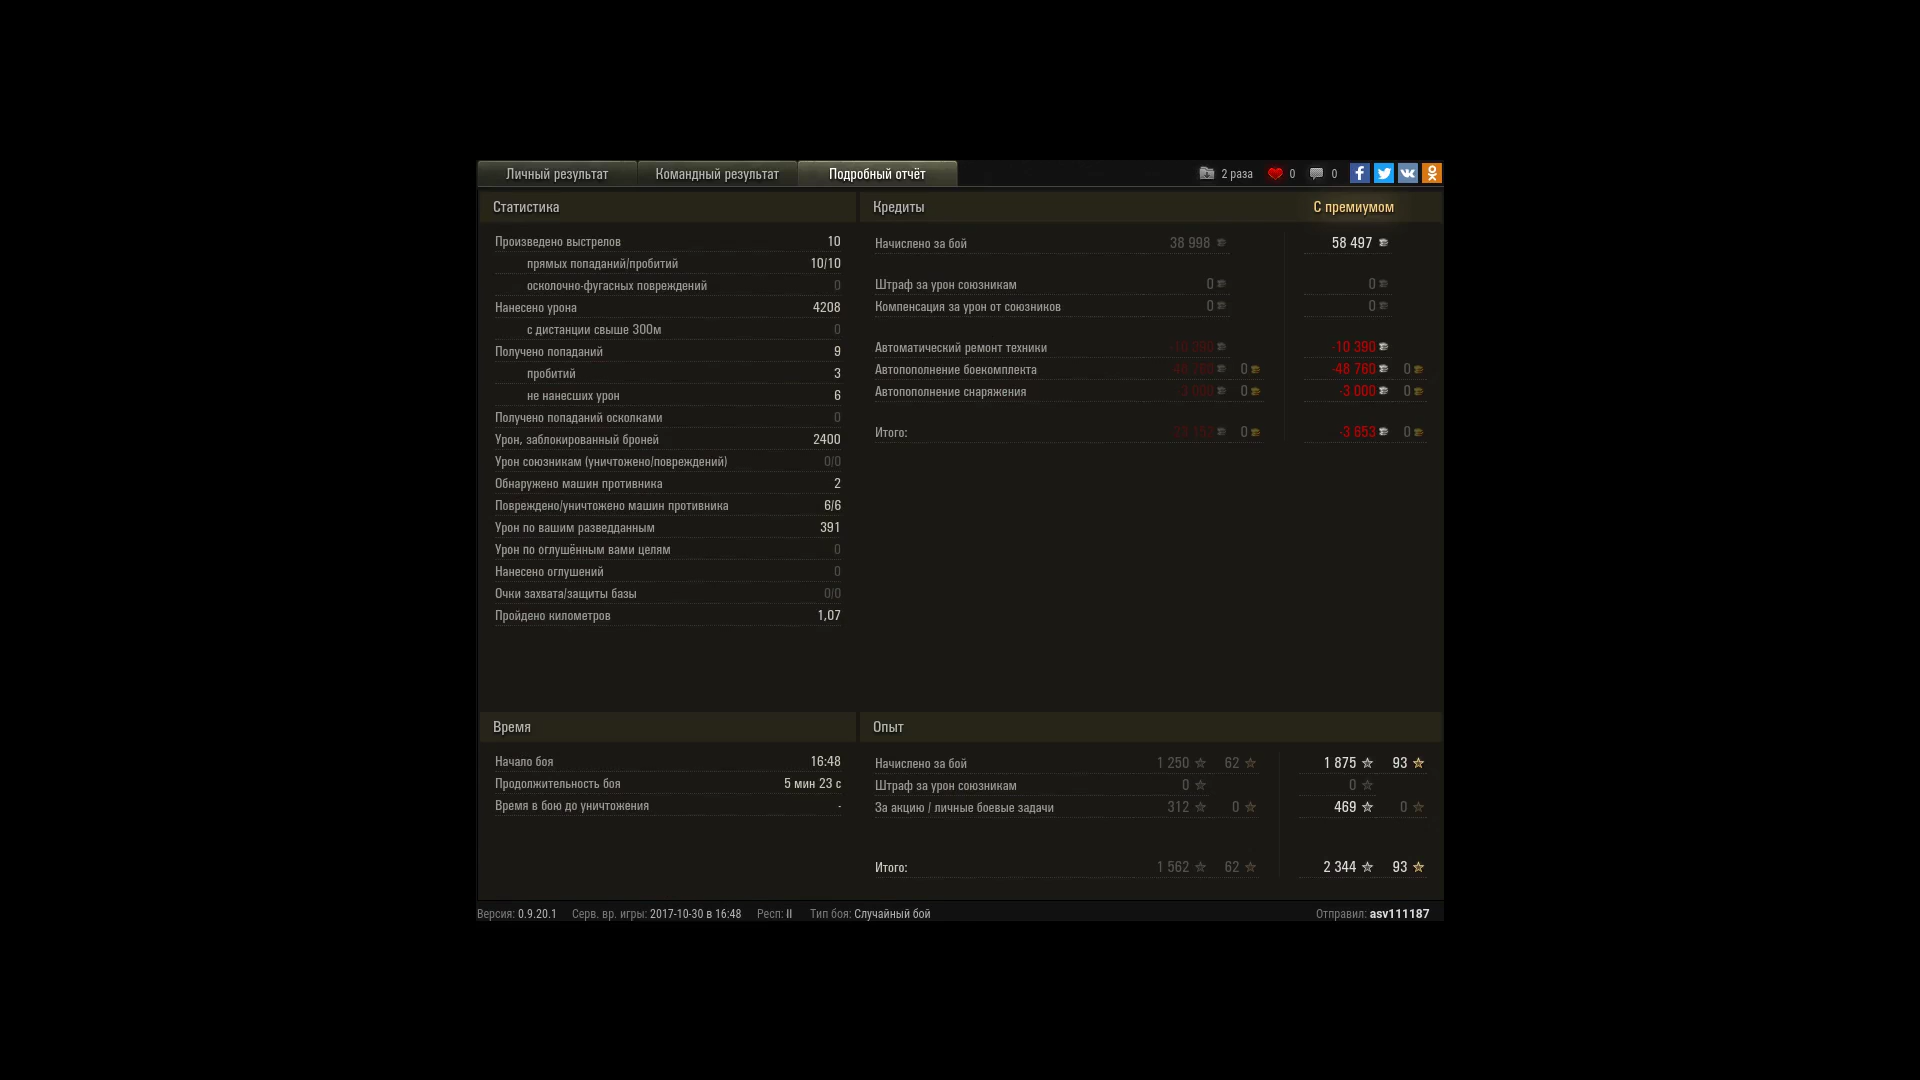 Личный результат Командный результат Подробный отчёт 2 раза 0 0
Статистика
Произведено выстрелов 10
прямых попаданий/пробитий 10/10
осколочно-фугасных повреждений 0
Нанесено урона 4208
с дистанции свыше 300м 0
Получено попаданий 9
пробитий 3
не нанесших урон 6
Получено попаданий осколками 0
Урон, заблокированный броней 2400
Урон союзникам (уничтожено/повреждений) 0/0
Обнаружено машин противника 2
Повреждено/уничтожено машин противника 6/6
Урон по вашим разведданным 391
Урон по оглушённым вами целям 0
Нанесено оглушений 0
Очки захвата/защиты базы 0/0
Пройдено километров 1,07
Кредиты С премиумом
Начислено за бой 38 998 58 497
Штраф за урон союзникам 0 0
Компенсация за урон от союзников 0 0
Автоматический ремонт техники -10 390 -10 390
Автопополнение боекомплекта -48 760 0 -48 760 0
Автопополнение снаряжения -3 000 0 -3 000 0
Итого: 0 -3 653 0
Время
Начало боя 16:48
Продолжительность боя 5 мин 23 с
Время в бою до уничтожения -
Опыт
Начислено за бой 1 250 62 1 875 93
Штраф за урон союзникам 0 0
За акцию / личные боевые задачи 312 0 469 0
Итого: 1 562 62 2 344 93
Версия: 0.9.20.1 Серв. вр. игры: 2017-10-30 в 16:48 Респ: II Тип боя: Случайный бой Отправил: asv111187